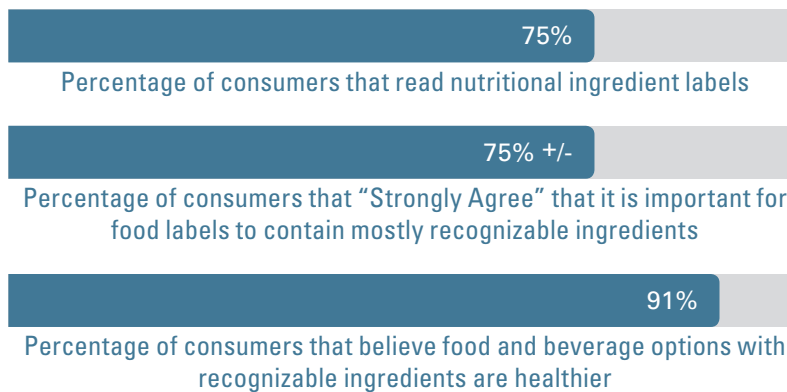 75%
Percentage of consumers that read nutritional ingredient labels
75% +/-
Percentage of consumers that “Strongly Agree” that it is important for
food labels to contain mostly recognizable ingredients
91%
Percentage of consumers that believe food and beverage options with
recognizable ingredients are healthier